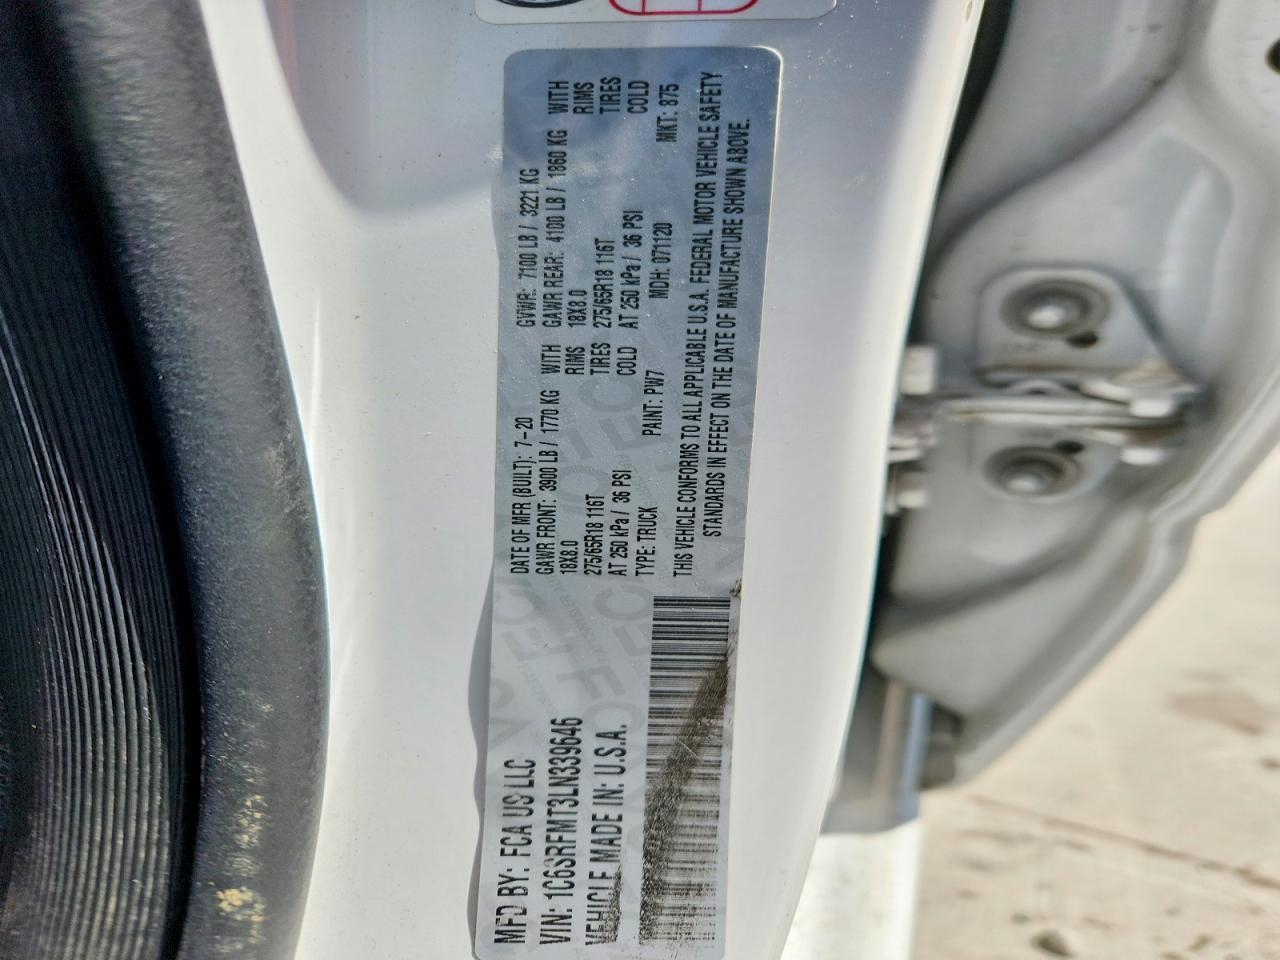 MFD BY: FCA US LLC
VIN: 1C6SRFMT3LN339646
VEHICLE MADE IN: U.S.A.
DATE OF MFR (BUILT): 7-20 GVWR: 7100 LB / 3221 KG
GAWR FRONT: 3900 LB / 1770 KG WITH GAWR REAR: 4100 LB / 1860 KG WITH
18X8.0 RIMS 18X8.0 RIMS
275/65R18 116T TIRES 275/65R18 116T TIRES
AT 250 kPa / 36 PSI COLD AT 250 kPa / 36 PSI COLD
TYPE: TRUCK PAINT: PW7 MDH: 071120 MKT: 875
THIS VEHICLE CONFORMS TO ALL APPLICABLE U.S.A. FEDERAL MOTOR VEHICLE SAFETY
STANDARDS IN EFFECT ON THE DATE OF MANUFACTURE SHOWN ABOVE.